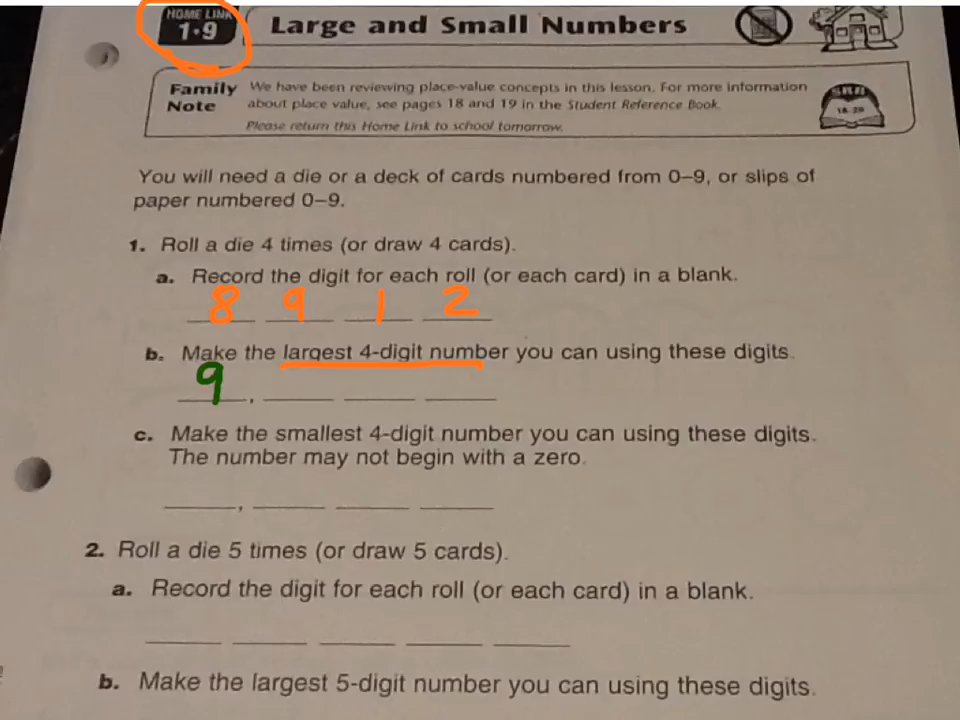 HOME LINK
1•9
Large and Small Numbers
Family Note
We have been reviewing place-value concepts in this lesson. For more information
about place value, see pages 18 and 19 in the Student Reference Book.
Please return this Home Link to school tomorrow.
SRB
You will need a die or a deck of cards numbered from 0–9, or slips of
paper numbered 0–9.
1. Roll a die 4 times (or draw 4 cards).
a. Record the digit for each roll (or each card) in a blank.
8 9 1 2
b. Make the largest 4-digit number you can using these digits.
9 ,
c. Make the smallest 4-digit number you can using these digits.
The number may not begin with a zero.
,
2. Roll a die 5 times (or draw 5 cards).
a. Record the digit for each roll (or each card) in a blank.
b. Make the largest 5-digit number you can using these digits.